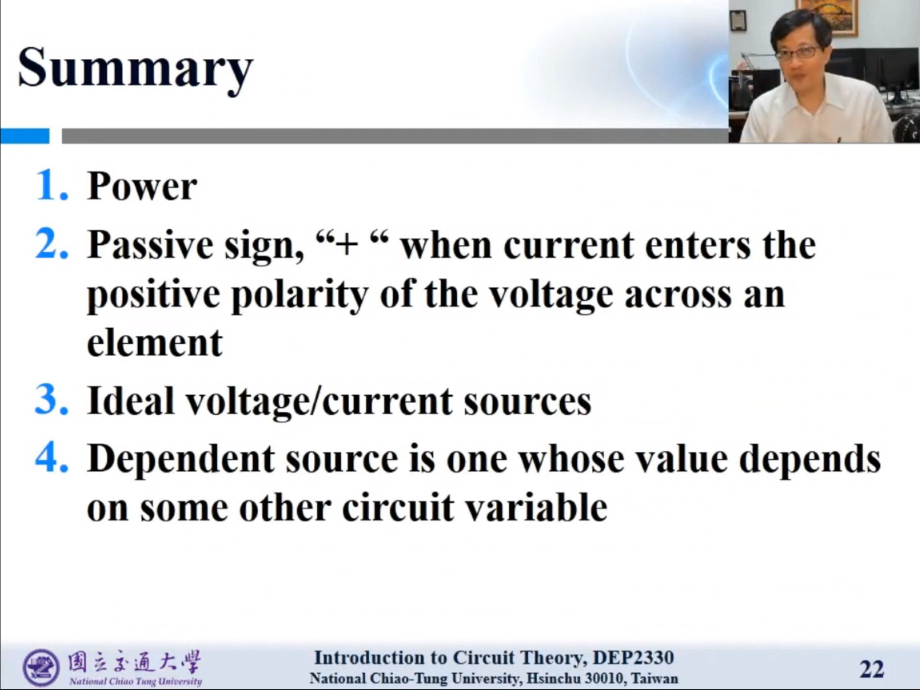 Summary
1. Power
2. Passive sign, “+ “ when current enters the
positive polarity of the voltage across an
element
3. Ideal voltage/current sources
4. Dependent source is one whose value depends
on some other circuit variable
國立交通大學
National Chiao Tung University
Introduction to Circuit Theory, DEP2330
National Chiao-Tung University, Hsinchu 30010, Taiwan
22